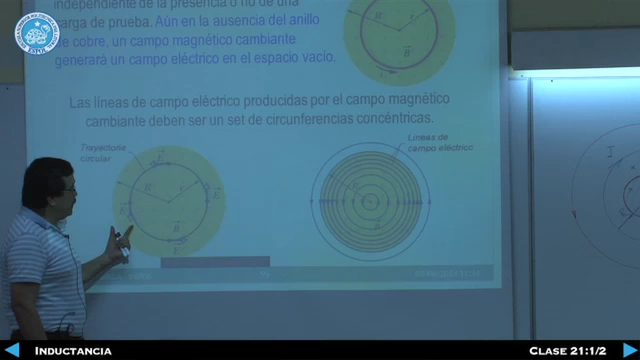 ESPOL
independiente de la presencia o no de una
carga de prueba. Aún en la ausencia del anillo
de cobre, un campo magnético cambiante
generará un campo eléctrico en el espacio vacío.
Las líneas de campo eléctrico producidas por el campo magnético
cambiante deben ser un set de circunferencias concéntricas.
Trayectoria
circular
Líneas de
campo eléctrico
R
r
B
E
I
Inductancia
Clase 21:1/2